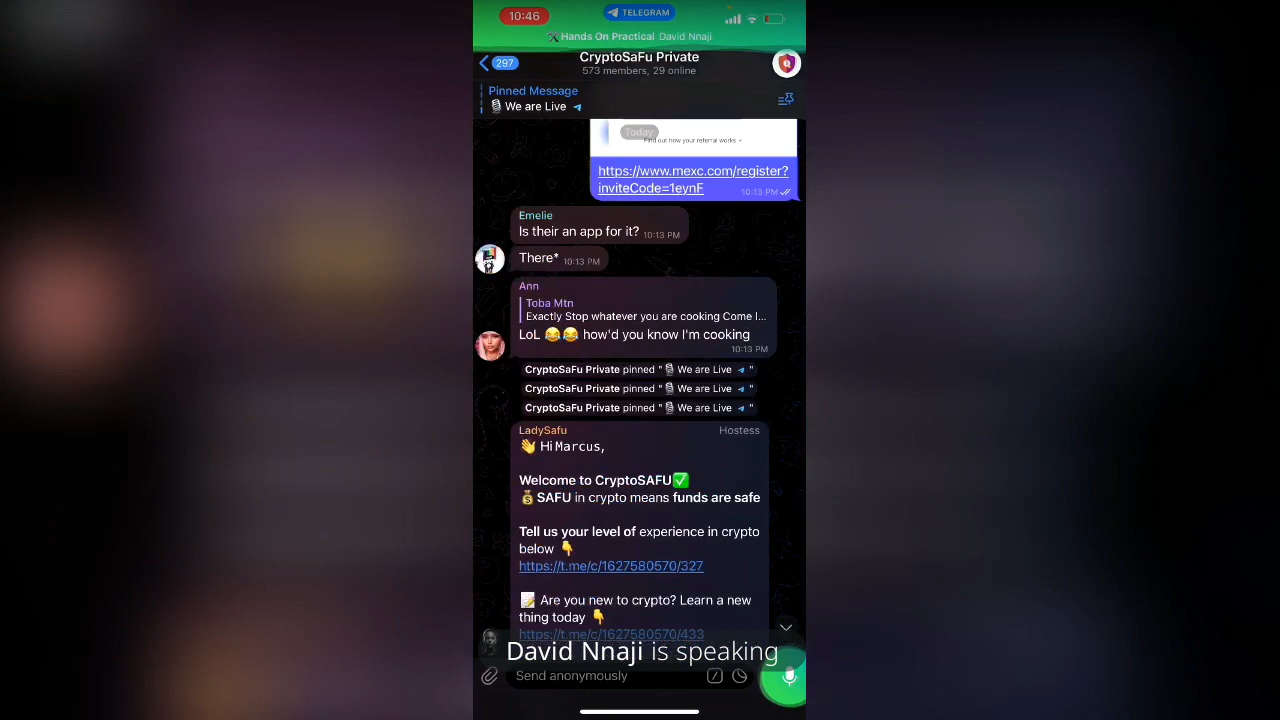 10:46
TELEGRAM
Hands On Practical David Nnaji
297
CryptoSaFu Private
573 members, 29 online
Pinned Message
We are Live
Today
Find out how your referral works
https://www.mexc.com/register?
inviteCode=1eynF 10:13 PM
Emelie
Is their an app for it? 10:13 PM
There* 10:13 PM
Ann
Toba Mtn
Exactly Stop whatever you are cooking Come I...
LoL 😂😂 how'd you know I'm cooking
10:13 PM
CryptoSaFu Private pinned " 🎙 We are Live "
CryptoSaFu Private pinned " 🎙 We are Live "
CryptoSaFu Private pinned " 🎙 We are Live "
LadySafu Hostess
👋 Hi Marcus,
Welcome to CryptoSAFU✅
💰SAFU in crypto means funds are safe
Tell us your level of experience in crypto
below 👇
https://t.me/c/1627580570/327
📝 Are you new to crypto? Learn a new
thing today 👇
https://t.me/c/1627580570/433
David Nnaji is speaking
Send anonymously